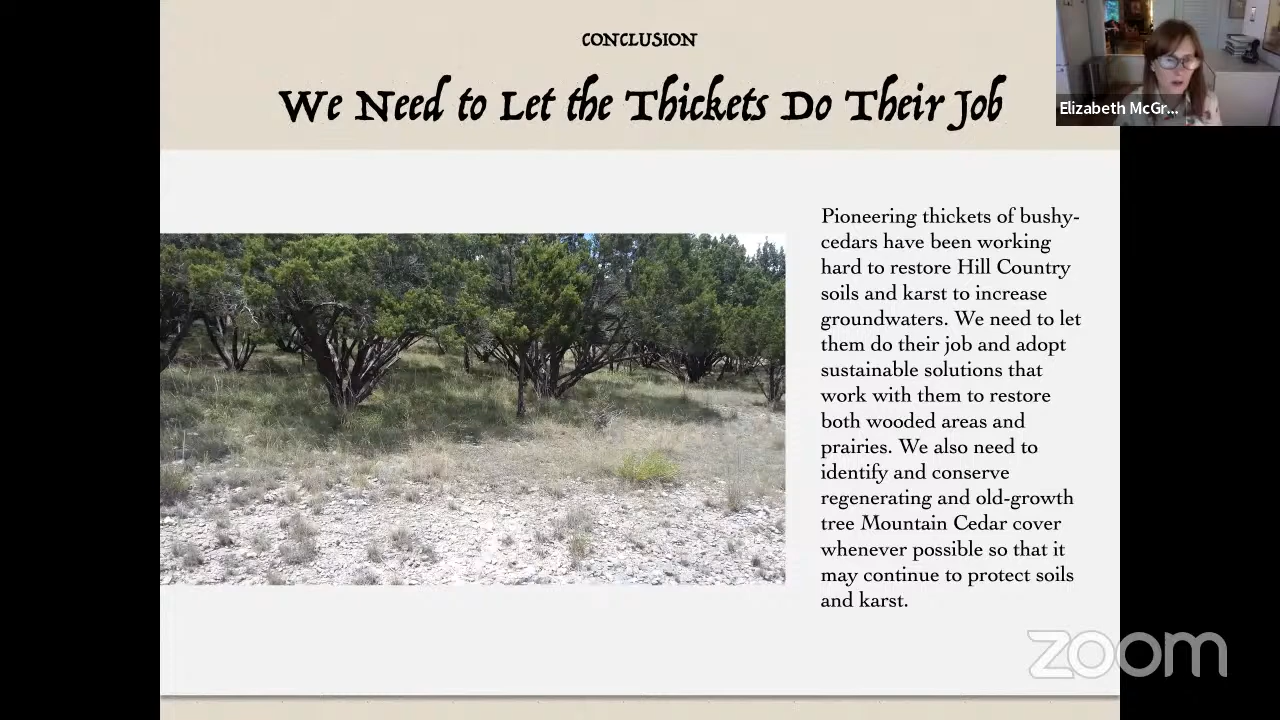 CONCLUSION
We Need to Let the Thickets Do Their Job
Elizabeth McGr...
Pioneering thickets of bushy-
cedars have been working
hard to restore Hill Country
soils and karst to increase
groundwaters. We need to let
them do their job and adopt
sustainable solutions that
work with them to restore
both wooded areas and
prairies. We also need to
identify and conserve
regenerating and old-growth
tree Mountain Cedar cover
whenever possible so that it
may continue to protect soils
and karst.
zoom